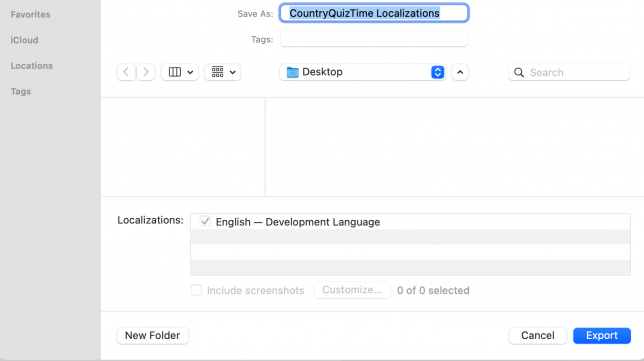 Favorites
Save As: CountryQuizTime Localizations
iCloud
Tags:
Locations
Desktop
Search
Tags
Localizations: English — Development Language
Include screenshots Customize... 0 of 0 selected
New Folder Cancel Export